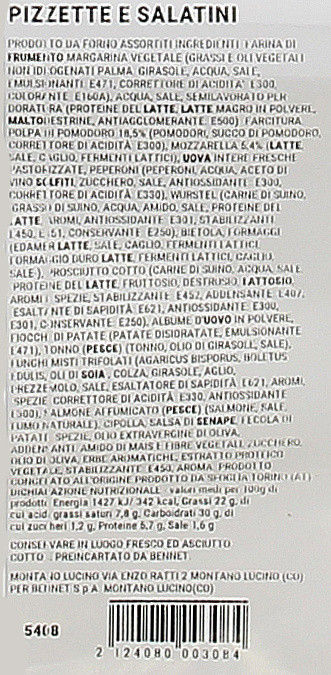 PIZZETTE E SALATINI
PRODOTTO DA FORNO ASSORTITI INGREDIENTI: FARINA DI
FRUMENTO MARGARINA VEGETALE (GRASSI E OLI VEGETALI
NON IDROGENATI PALMA, GIRASOLE, ACQUA, SALE,
EMULSIONANTI: E471, CORRETTORE DI ACIDITÀ: E330,
COLORANTE: E160A), ACQUA, SALE, SEMILAVORATO PER
DORATURA (PROTEINE DEL LATTE, LATTE MAGRO IN POLVERE,
MALTODESTRINE, ANTIAGGLOMERANTE: E500). FARCITURA:
POLPA DI POMODORO 18,5% (POMODORI, SUCCO DI POMODORO,
CORRETTORE DI ACIDITÀ: E300), MOZZARELLA 5,4% (LATTE,
SALE, CAGLIO, FERMENTI LATTICI), UOVA INTERE FRESCHE
PASTORIZZATE, PEPERONI (PEPERONI, ACQUA, ACETO DI
VINO SOLFITI, ZUCCHERO, SALE, ANTIOSSIDANTE: E300,
CORRETTORE DI ACIDITÀ: E330), WURSTEL (CARNE DI SUINO,
GRASSO DI SUINO, ACQUA, AMIDO, SALE, PROTEINE DEL
LATTE, AROMI, ANTIOSSIDANTE: E301, STABILIZZANTI:
E450, E451, CONSERVANTE: E250), BIETOLA, FORMAGGI
(EDAMER LATTE, SALE, CAGLIO, FERMENTI LATTICI,
FORMAGGIO DURO LATTE, FERMENTI LATTICI, CAGLIO,
SALE), PROSCIUTTO COTTO (CARNE DI SUINO, ACQUA, SALE,
PROTEINE DEL LATTE, FRUTTOSIO, DESTROSIO, LATTOSIO,
AROMI, SPEZIE, STABILIZZANTE: E452, ADDENSANTE: E407,
ESALTANTE DI SAPIDITÀ: E621, ANTIOSSIDANTE: E300,
E301, CONSERVANTE: E250), ALBUME D'UOVO IN POLVERE,
FIOCCHI DI PATATE (PATATE DISIDRATATE, EMULSIONANTE:
E471), TONNO (PESCE) (TONNO, OLIO DI GIRASOLE, SALE),
FUNGHI MISTI TRIFOLATI (AGARICUS BISPORUS, BOLETUS
EDULIS, OLI DI SOIA, COLZA, GIRASOLE, AGLIO,
PREZZEMOLO, SALE, ESALTATORE DI SAPIDITÀ: E621, AROMI,
SPEZIE, CORRETTORE DI ACIDITÀ: E330, ANTIOSSIDANTE:
E300), SALMONE AFFUMICATO (PESCE) (SALMONE, SALE,
FUMO NATURALE), CIPOLLA, SALSA DI SENAPE, FECOLA DI
PATATE, SPEZIE, OLIO EXTRAVERGINE DI OLIVA,
ADDENSANTI, AMIDO DI MAIS E FIBRE VEGETALI, ZUCCHERO,
OLIO DI OLIVA, ERBE AROMATICHE, ESTRATTO PROTEICO
VEGETALE, STABILIZZANTE: E450, AROMA. PRODOTTO
CONGELATO ALL'ORIGINE PRODOTTO DA SFOGLIA TORINO (AT)
DICHIARAZIONE NUTRIZIONALE: valori medi per 100g di
prodotti: Energia 1427 KJ/ 342 kcal, Grassi 22 g, di
cui acidi grassi saturi 7,8 g, Carboidrati 30 g, di
cui zuccheri 1,2 g, Proteine 5,7 g, Sale 1,6 g
CONSERVARE IN LUOGO FRESCO ED ASCIUTTO
COTTO E PREINCARTATO DA BENNET.
MONTANO LUCINO VIA ENZO RATTI 2 MONTANO LUCINO (CO)
PER BENNET S.p.A. MONTANO LUCINO(CO)
5408
2 124080 003084